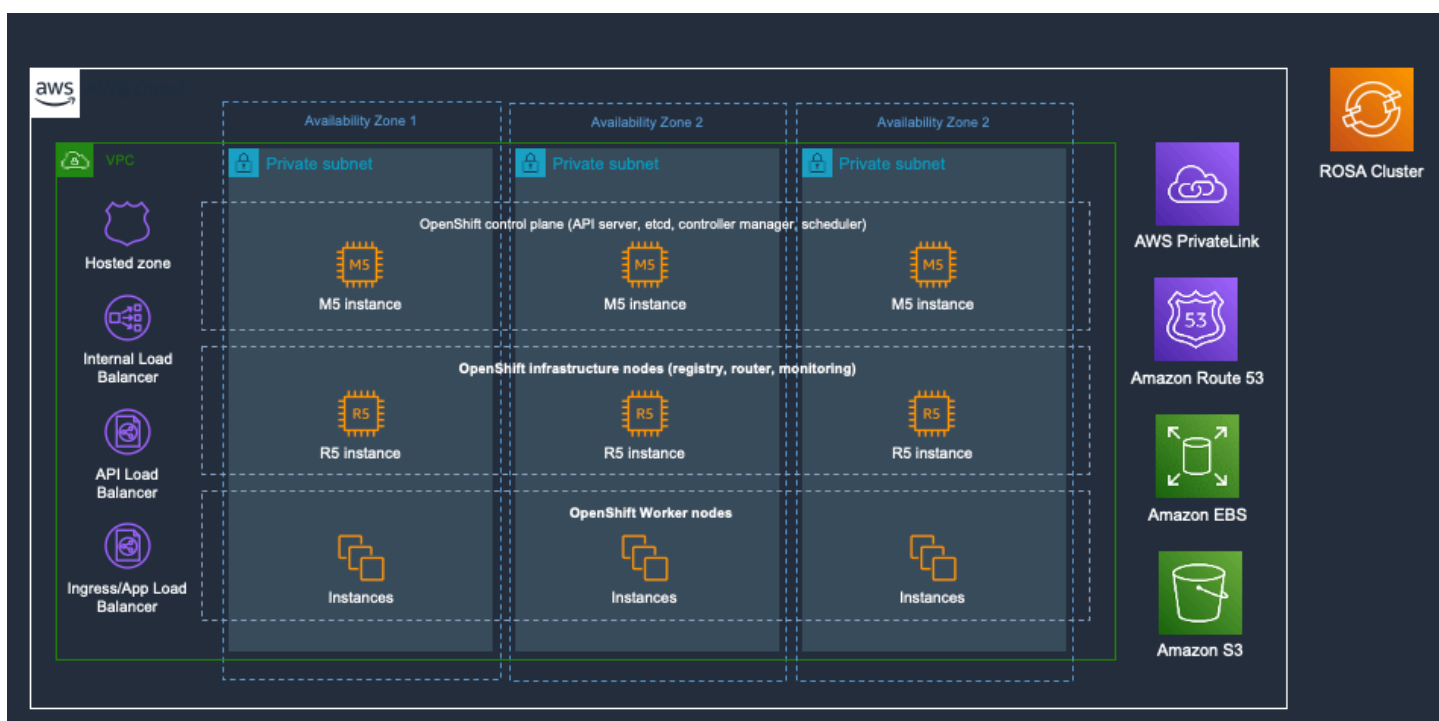 aws
Availability Zone 1
Availability Zone 2
Availability Zone 2
VPC
Private subnet
Private subnet
Private subnet
ROSA Cluster
OpenShift control plane (API server, etcd, controller manager, scheduler)
Hosted zone
M5
M5
M5
M5 instance
M5 instance
M5 instance
AWS PrivateLink
Internal Load
Balancer
OpenShift infrastructure nodes (registry, router, monitoring)
53
Amazon Route 53
R5
R5
R5
R5 instance
R5 instance
R5 instance
API Load
Balancer
OpenShift Worker nodes
Amazon EBS
Ingress/App Load
Balancer
Instances
Instances
Instances
Amazon S3